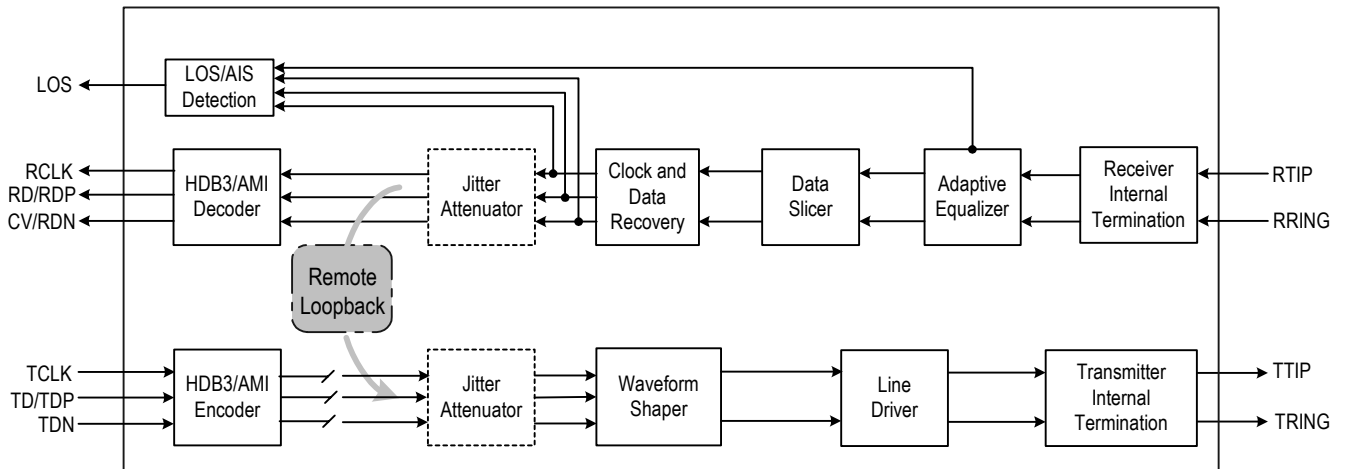 LOS
LOS/AIS
Detection
RCLK
RD/RDP
CV/RDN
HDB3/AMI
Decoder
Jitter
Attenuator
Clock and
Data
Recovery
Data
Slicer
Adaptive
Equalizer
Receiver
Internal
Termination
RTIP
RRING
Remote
Loopback
TCLK
TD/TDP
TDN
HDB3/AMI
Encoder
Jitter
Attenuator
Waveform
Shaper
Line
Driver
Transmitter
Internal
Termination
TTIP
TRING